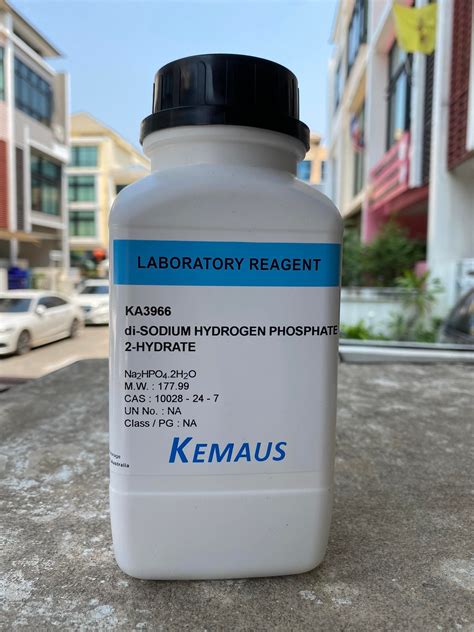 LABORATORY REAGENT
KA3966
di-SODIUM HYDROGEN PHOSPHATE
2-HYDRATE
Na₂HPO₄.2H₂O
M.W. : 177.99
CAS : 10028 - 24 - 7
UN No. : NA
Class / PG : NA
KEMAUS